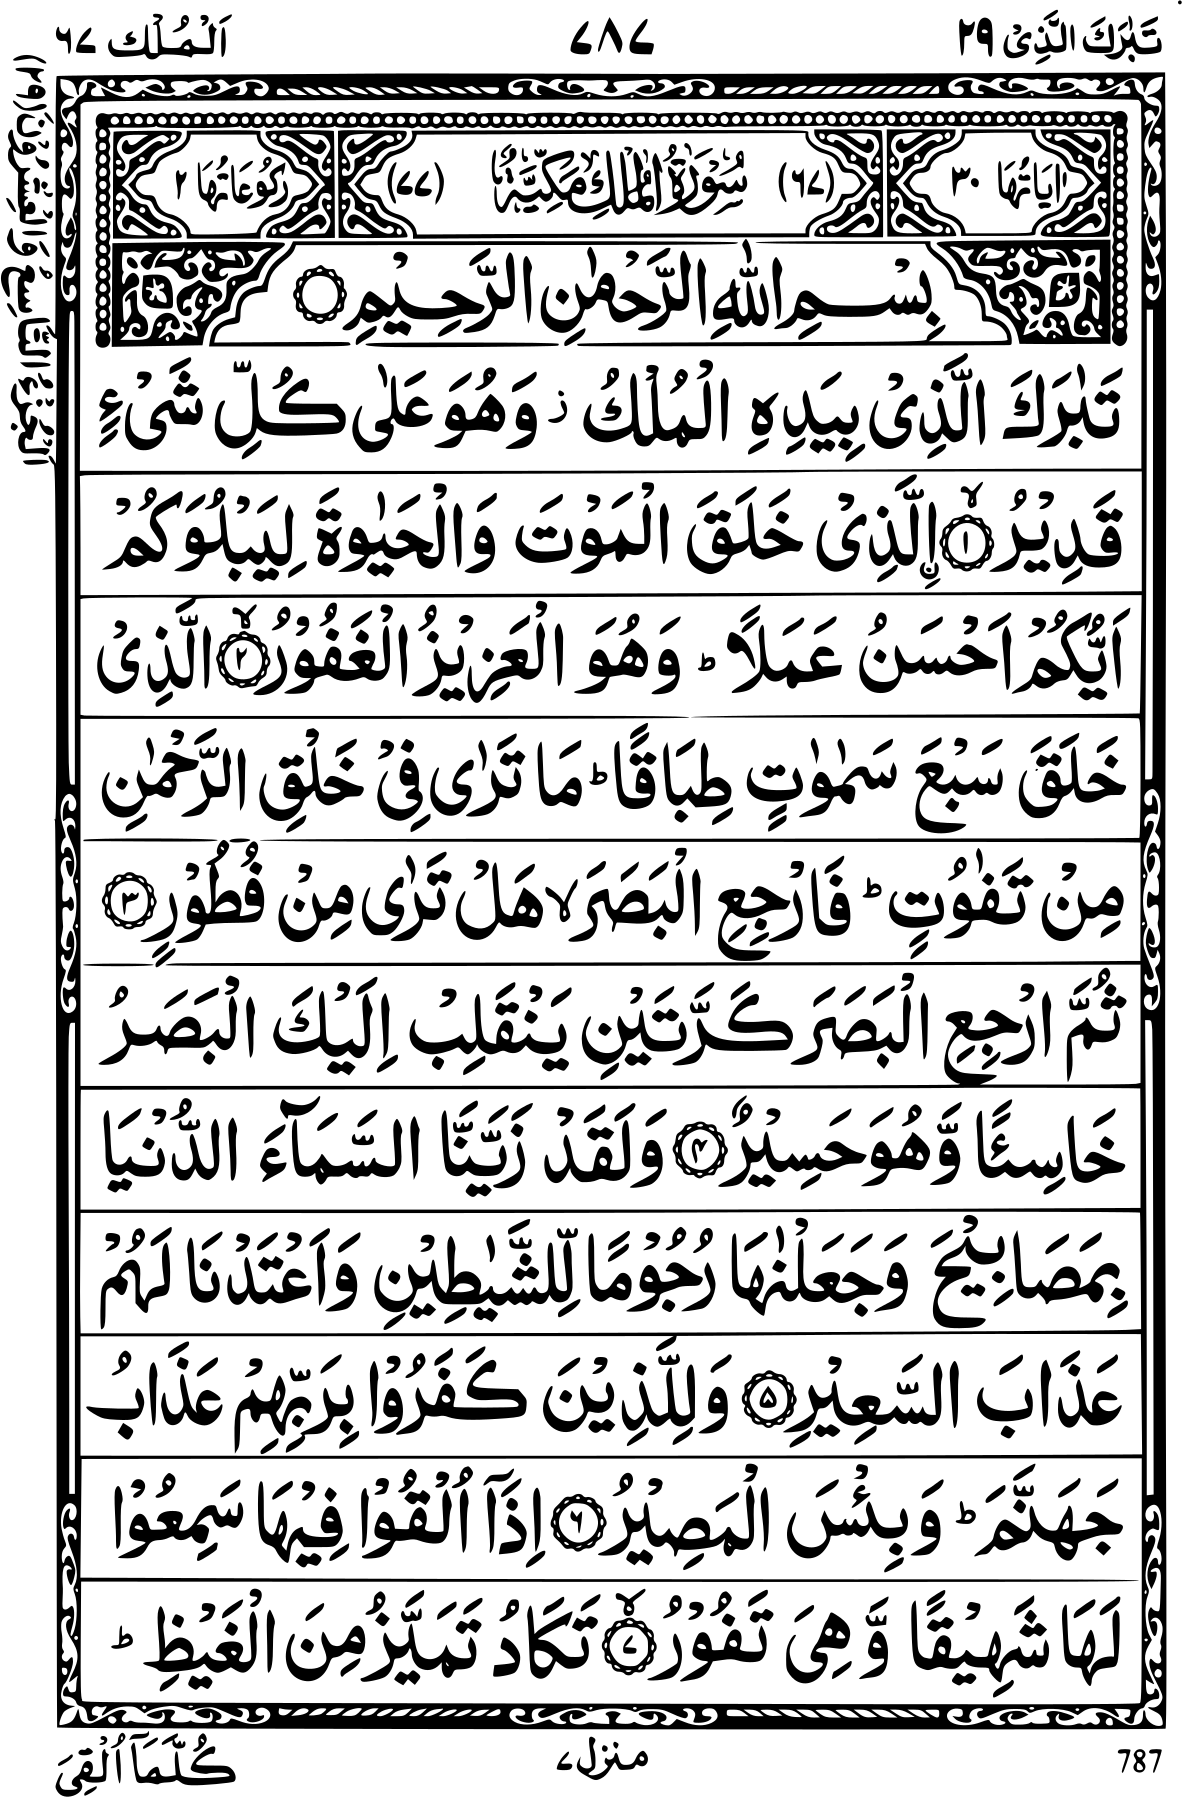 تَبٰرَكَ الَّذِىْ ٢٩
٧٨٧
اَلْمُلْك ٦٧
اَلْجُزْءُ التَّاسِعُ وَالْعِشْرُوْنَ (٢٩)
اٰيَاتُهَا ٣٠
(٦٧) سُوْرَةُ الْمُلْكِ مَكِّيَّةٌ (٧٧)
رُكُوْعَاتُهَا ٢
بِسْمِ اللّٰهِ الرَّحْمٰنِ الرَّحِيْمِ ۝
تَبٰرَكَ الَّذِىْ بِيَدِهِ الْمُلْكُ ز وَهُوَ عَلٰى كُلِّ شَىْءٍ
قَدِيْرُ ۙ﴿١﴾ اۨلَّذِىْ خَلَقَ الْمَوْتَ وَالْحَيٰوةَ لِيَبْلُوَكُمْ
اَيُّكُمْ اَحْسَنُ عَمَلًا ؕ وَهُوَ الْعَزِيْزُ الْغَفُوْرُ ۙ﴿٢﴾ الَّذِىْ
خَلَقَ سَبْعَ سَمٰوٰتٍ طِبَاقًا ؕ مَا تَرٰى فِىْ خَلْقِ الرَّحْمٰنِ
مِنْ تَفٰوُتٍ ؕ فَارْجِعِ الْبَصَرَ ۙ هَلْ تَرٰى مِنْ فُطُوْرٍ ﴿٣﴾
ثُمَّ ارْجِعِ الْبَصَرَ كَرَّتَيْنِ يَنْقَلِبْ اِلَيْكَ الْبَصَرُ
خَاسِئًا وَّهُوَ حَسِيْرٌ ﴿٤﴾ وَلَقَدْ زَيَّنَّا السَّمَآءَ الدُّنْيَا
بِمَصَابِيْحَ وَجَعَلْنٰهَا رُجُوْمًا لِّلشَّيٰطِيْنِ وَاَعْتَدْنَا لَهُمْ
عَذَابَ السَّعِيْرِ ﴿٥﴾ وَلِلَّذِيْنَ كَفَرُوْا بِرَبِّهِمْ عَذَابُ
جَهَنَّمَ ؕ وَبِئْسَ الْمَصِيْرُ ﴿٦﴾ اِذَآ اُلْقُوْا فِيْهَا سَمِعُوْا
لَهَا شَهِيْقًا وَّهِىَ تَفُوْرُ ۙ﴿٧﴾ تَكَادُ تَمَيَّزُ مِنَ الْغَيْظِ ؕ
787
منزل ٧
كُلَّمَآ اُلْقِىَ